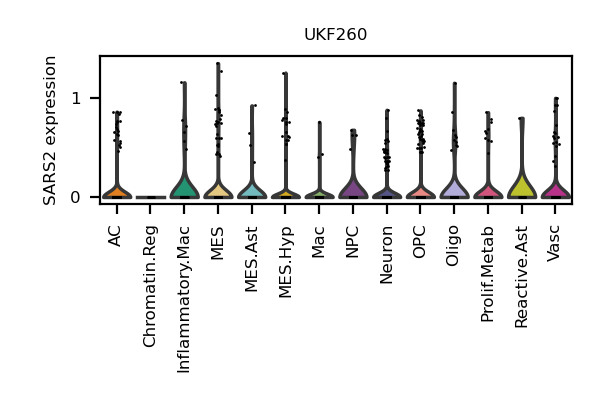 UKF260
SARS2 expression
1
0
AC
Chromatin.Reg
Inflammatory.Mac
MES
MES.Ast
MES.Hyp
Mac
NPC
Neuron
OPC
Oligo
Prolif.Metab
Reactive.Ast
Vasc